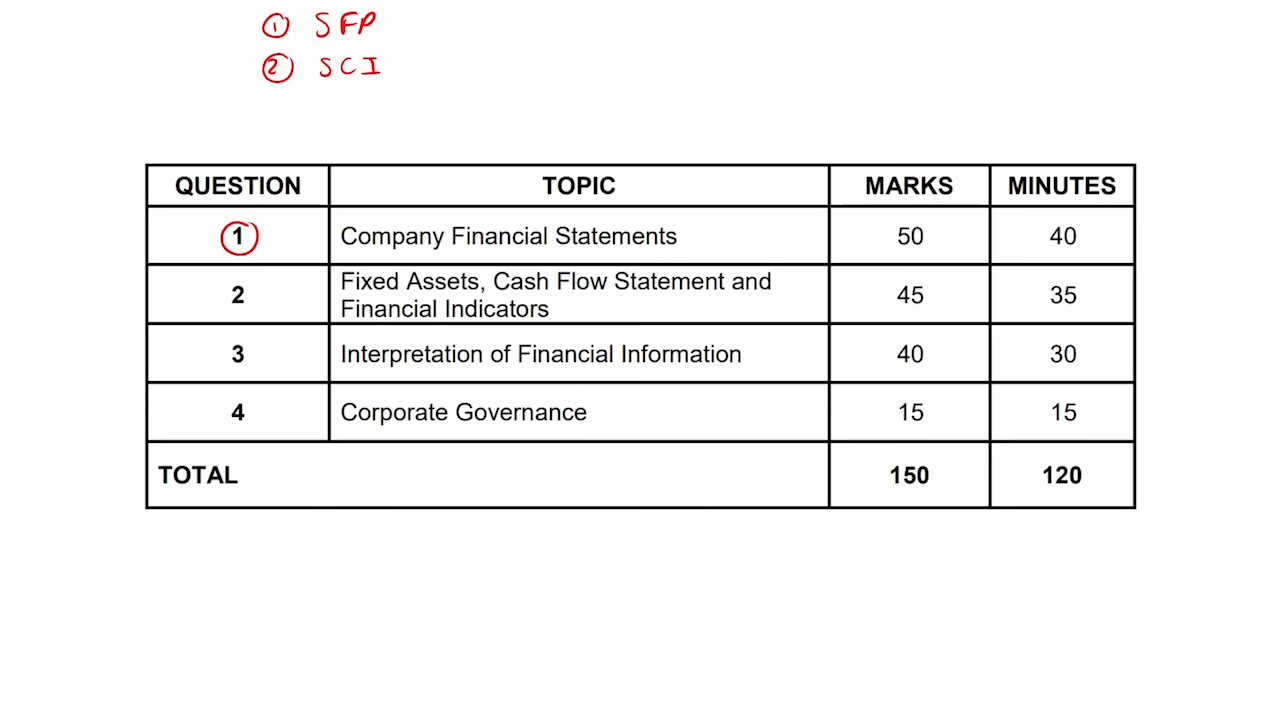 ① SFP
② SCI
QUESTION TOPIC MARKS MINUTES
1 Company Financial Statements 50 40
2 Fixed Assets, Cash Flow Statement and
Financial Indicators 45 35
3 Interpretation of Financial Information 40 30
4 Corporate Governance 15 15
TOTAL 150 120